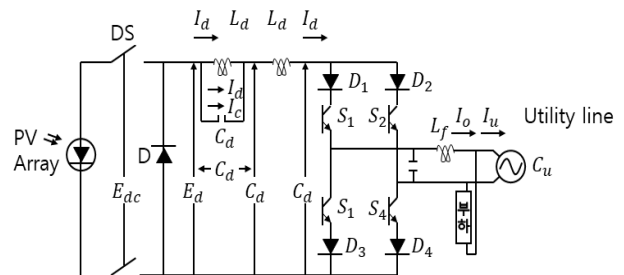 DS
I_d L_d L_d I_d
D_1 D_2
I_d
I_c
C_d
S_1 S_2
L_f I_o I_u Utility line
PV
Array
D
C_d
C_u
E_dc E_d C_d C_d
S_1 S_4
부하
D_3 D_4